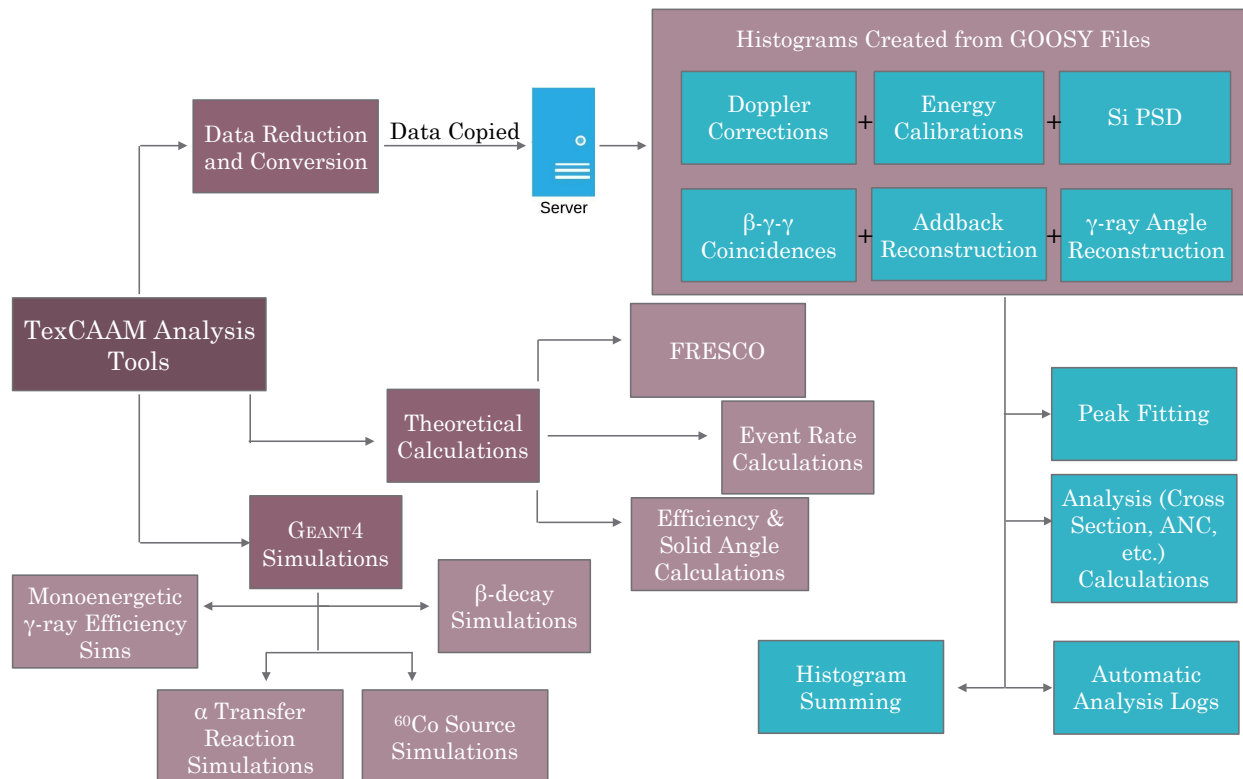 Histograms Created from GOOSY Files
Doppler
Corrections
+
Energy
Calibrations
+
Si PSD
β-γ-γ
Coincidences
+
Addback
Reconstruction
+
γ-ray Angle
Reconstruction
Data Reduction
and Conversion
Data Copied
Server
TexCAAM Analysis
Tools
FRESCO
Theoretical
Calculations
Event Rate
Calculations
Efficiency &
Solid Angle
Calculations
GEANT4
Simulations
Monoenergetic
γ-ray Efficiency
Sims
β-decay
Simulations
α Transfer
Reaction
Simulations
⁶⁰Co Source
Simulations
Peak Fitting
Analysis (Cross
Section, ANC,
etc.)
Calculations
Histogram
Summing
Automatic
Analysis Logs